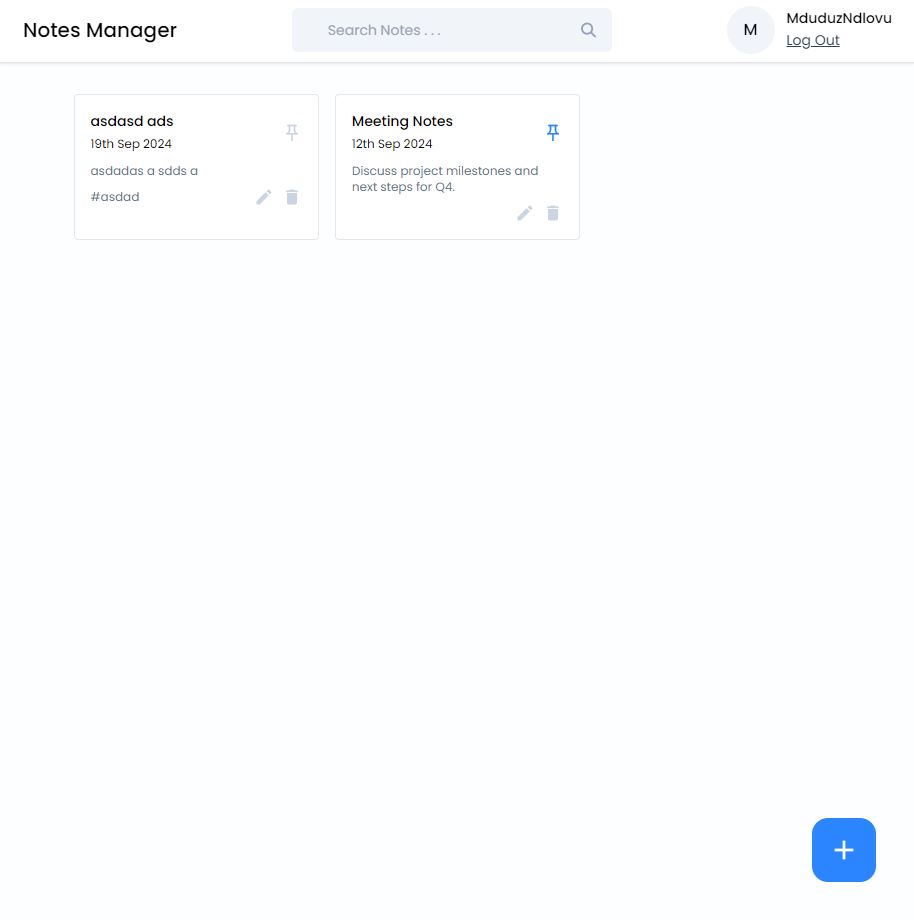 Notes Manager
Search Notes . . .
M
MduduzNdlovu
Log Out
asdasd ads
19th Sep 2024
asdadas a sdds a
#asdad
Meeting Notes
12th Sep 2024
Discuss project milestones and
next steps for Q4.